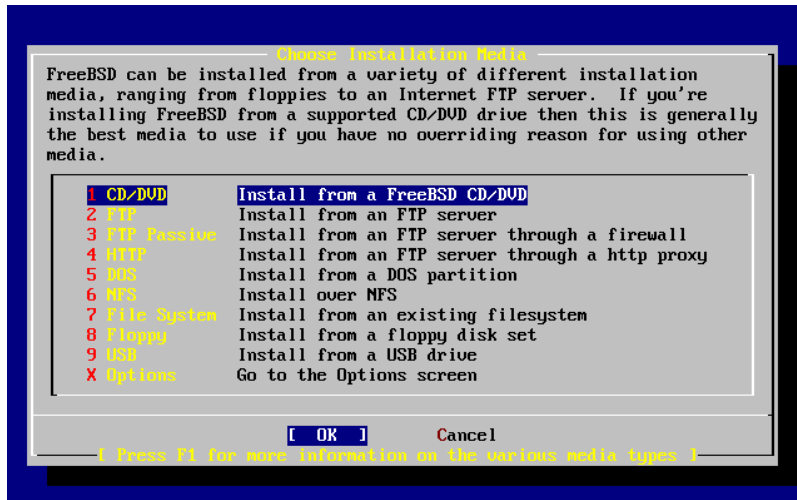 Choose Installation Media
FreeBSD can be installed from a variety of different installation
media, ranging from floppies to an Internet FTP server.  If you're
installing FreeBSD from a supported CD/DVD drive then this is generally
the best media to use if you have no overriding reason for using other
media.
1 CD/DVD Install from a FreeBSD CD/DVD
2 FTP Install from an FTP server
3 FTP Passive Install from an FTP server through a firewall
4 HTTP Install from an FTP server through a http proxy
5 DOS Install from a DOS partition
6 NFS Install over NFS
7 File System Install from an existing filesystem
8 Floppy Install from a floppy disk set
9 USB Install from a USB drive
X Options Go to the Options screen
[ OK ] Cancel
[ Press F1 for more information on the various media types ]